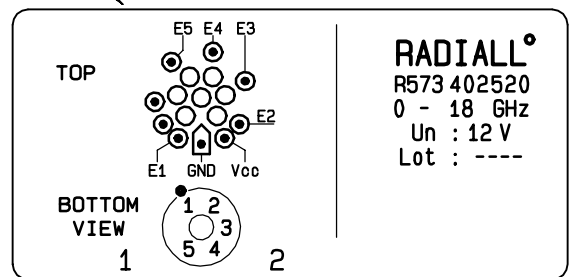 E5 E4 E3
TOP
E2
E1 GND Vcc
BOTTOM
VIEW
1 2
3
5 4
1 2
RADIALL°
R573 402520
0 - 18 GHz
Un : 12 V
Lot : ----